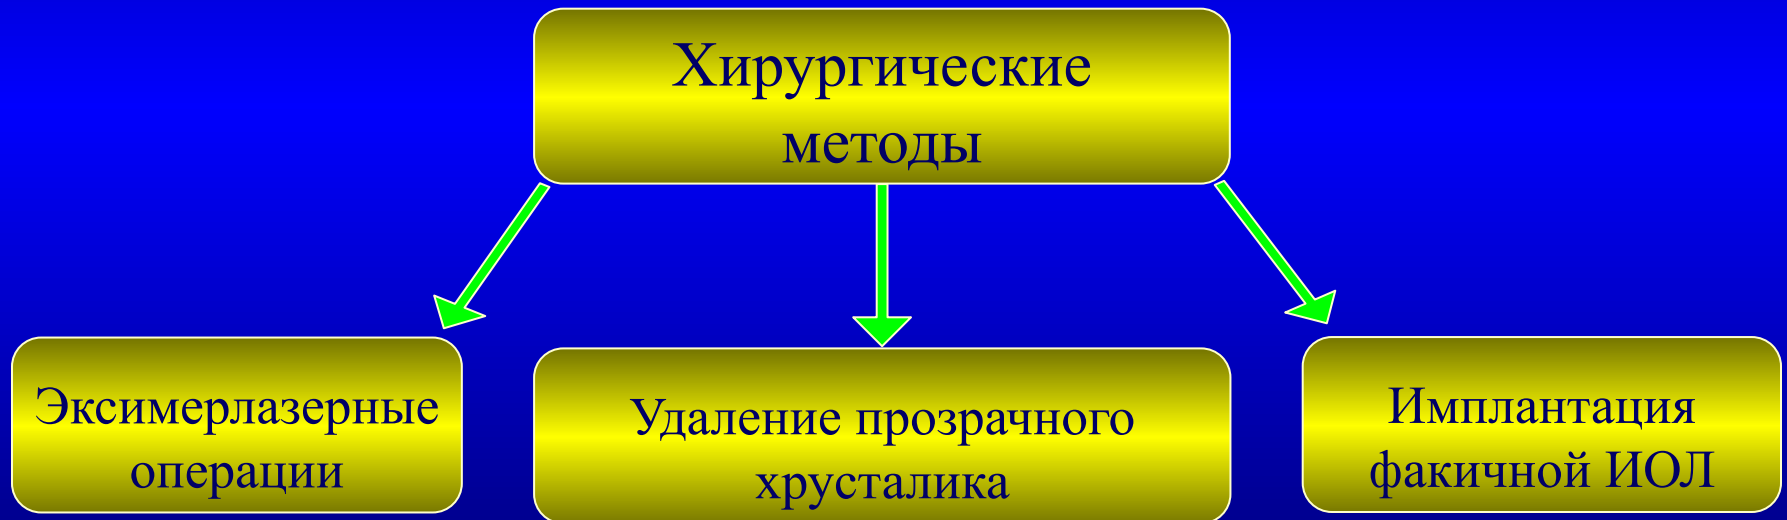 Хирургические
методы
Эксимерлазерные
операции
Удаление прозрачного
хрусталика
Имплантация
факичной ИОЛ